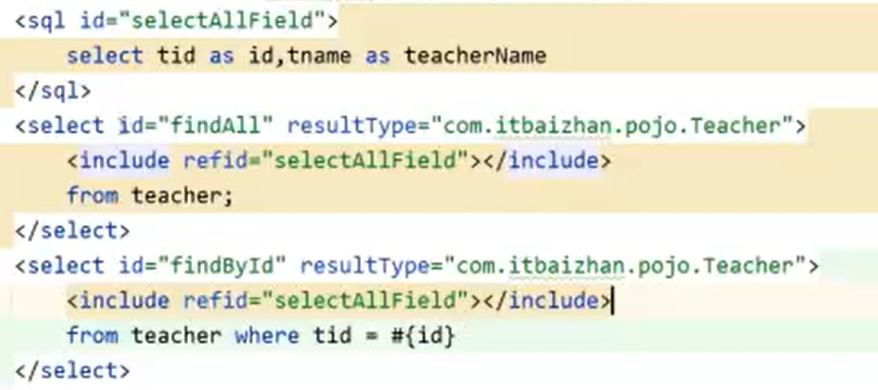 <sql id="selectAllField">
select tid as id,tname as teacherName
</sql>
<select id="findAll" resultType="com.itbaizhan.pojo.Teacher">
<include refid="selectAllField"></include>
from teacher;
</select>
<select id="findById" resultType="com.itbaizhan.pojo.Teacher">
<include refid="selectAllField"></include>
from teacher where tid = #{id}
</select>